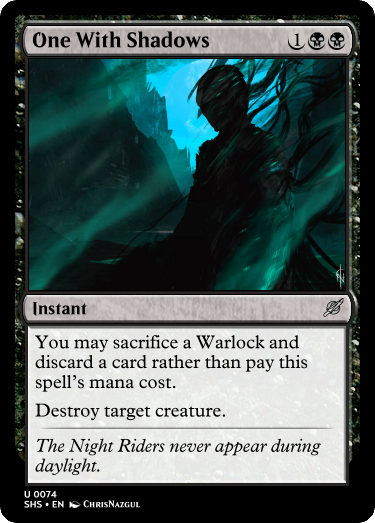 One With Shadows 1
Instant
You may sacrifice a Warlock and
discard a card rather than pay this
spell's mana cost.
Destroy target creature.
The Night Riders never appear during
daylight.
U 0074
SHS • EN ChrisNazgul